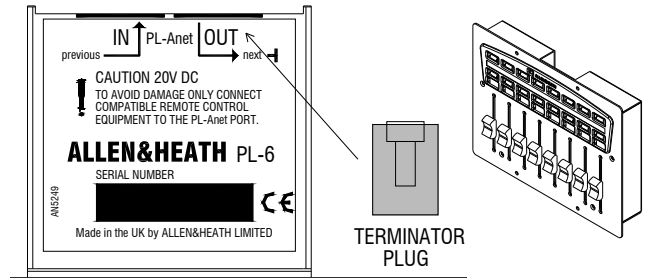 IN PL-Anet OUT
previous next
CAUTION 20V DC
TO AVOID DAMAGE ONLY CONNECT
COMPATIBLE REMOTE CONTROL
EQUIPMENT TO THE PL-Anet PORT.
ALLEN&HEATH PL-6
SERIAL NUMBER
AN5249
CE
Made in the UK by ALLEN&HEATH LIMITED
TERMINATOR
PLUG